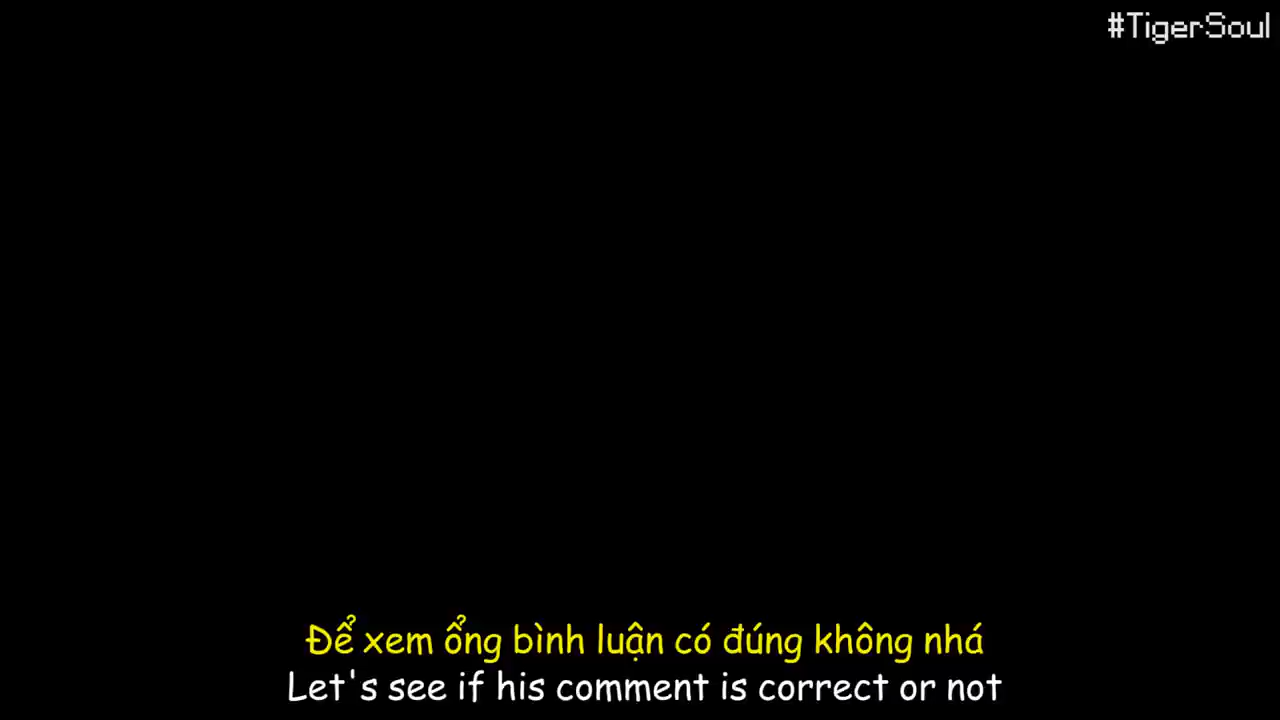 #TigerSoul
Để xem ổng bình luận có đúng không nhá
Let's see if his comment is correct or not